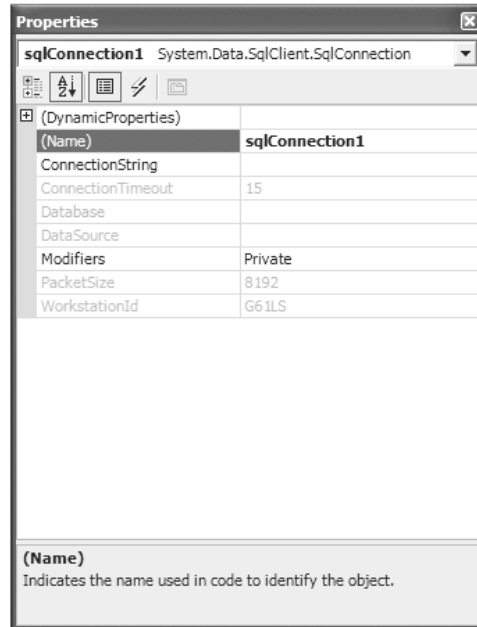 Properties
sqlConnection1 System.Data.SqlClient.SqlConnection
(DynamicProperties)
(Name) sqlConnection1
ConnectionString
ConnectionTimeout 15
Database
DataSource
Modifiers Private
PacketSize 8192
WorkstationId G61LS
(Name)
Indicates the name used in code to identify the object.